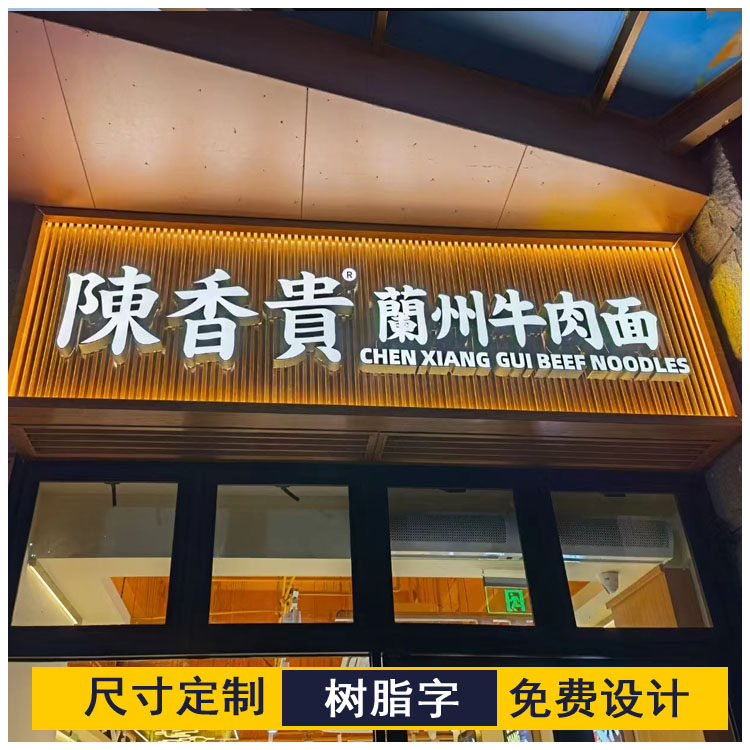 陳香貴® 蘭州牛肉面
CHEN XIANG GUI BEEF NOODLES
尺寸定制 树脂字 免费设计